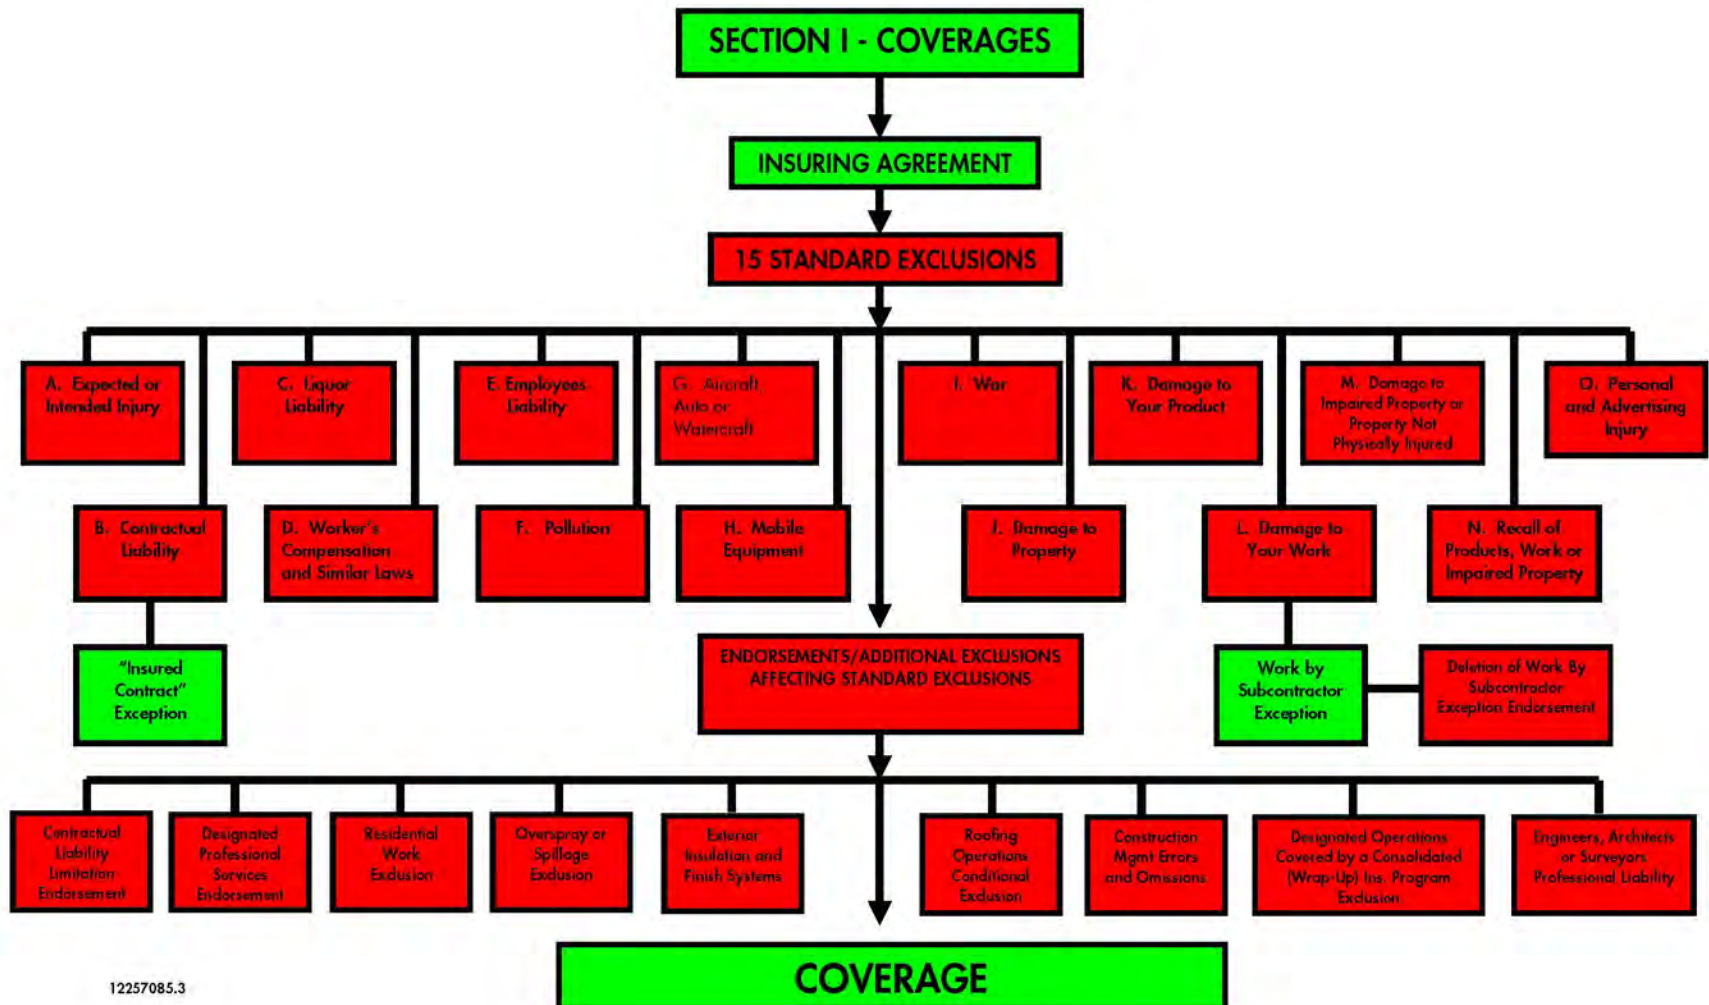 SECTION I - COVERAGES
INSURING AGREEMENT
15 STANDARD EXCLUSIONS
A. Expected or
Intended Injury
C. Liquor
Liability
E. Employees
Liability
G. Aircraft,
Auto or
Watercraft
I. War
K. Damage to
Your Product
M. Damage to
Impaired Property or
Property Not
Physically Injured
O. Personal
and Advertising
Injury
B. Contractual
Liability
D. Worker's
Compensation
and Similar Laws
F. Pollution
H. Mobile
Equipment
J. Damage to
Property
L. Damage to
Your Work
N. Recall of
Products, Work or
Impaired Property
"Insured
Contract"
Exception
ENDORSEMENTS/ADDITIONAL EXCLUSIONS
AFFECTING STANDARD EXCLUSIONS
Work by
Subcontractor
Exception
Deletion of Work By
Subcontractor
Exception Endorsement
Contractual
Liability
Limitation
Endorsement
Designated
Professional
Services
Endorsement
Residential
Work
Exclusion
Overspray or
Spillage
Exclusion
Exterior
Insulation and
Finish Systems
Roofing
Operations
Conditional
Exclusion
Construction
Mgmt Errors
and Omissions
Designated Operations
Covered by a Consolidated
(Wrap-Up) Ins. Program
Exclusion
Engineers, Architects
or Surveyors
Professional Liability
COVERAGE
12257085.3